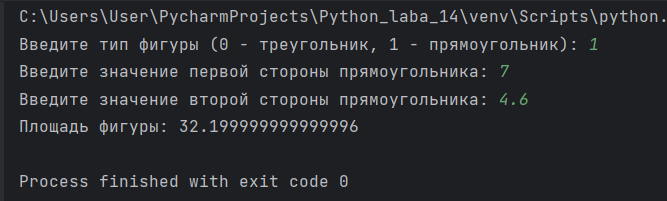 C:\Users\User\PycharmProjects\Python_laba_14\venv\Scripts\python.
Введите тип фигуры (0 - треугольник, 1 - прямоугольник): 1
Введите значение первой стороны прямоугольника: 7
Введите значение второй стороны прямоугольника: 4.6
Площадь фигуры: 32.199999999999996
Process finished with exit code 0